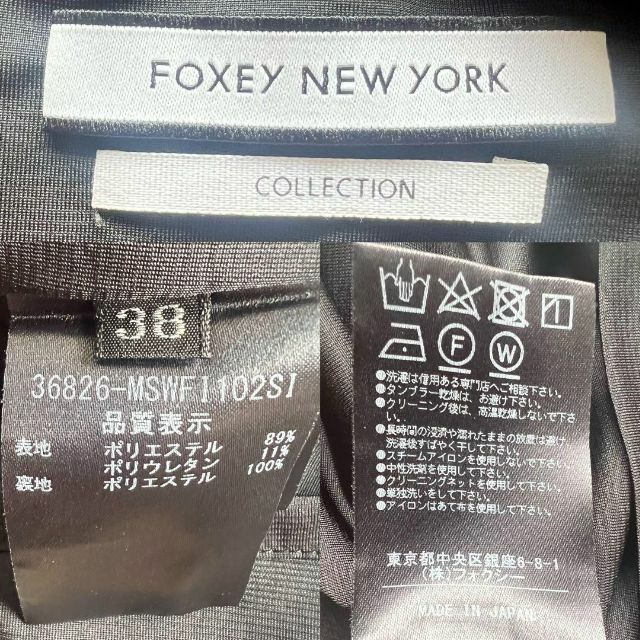 FOXEY NEW YORK
COLLECTION
38
36826-MSWFI102SI
品質表示
表地 ポリエステル 89%
ポリウレタン 11%
裏地 ポリエステル 100%
F W
●洗濯は信用ある専門店へご相談下さい。
●タンブラー乾燥は、お避け下さい。
●クリーニング後は、高温乾燥しないで下さい。
●長時間の浸漬や濡れたままの放置は避け
洗濯後すばやく干して下さい。
●スチームアイロンを使用しないで下さい。
●中性洗剤を使用して下さい。
●クリーニングネットを使用して下さい。
●単独洗いをして下さい。
●アイロンはあて布を使用して下さい。
東京都中央区銀座6-8-1
(株)フォクシー
MADE IN JAPAN